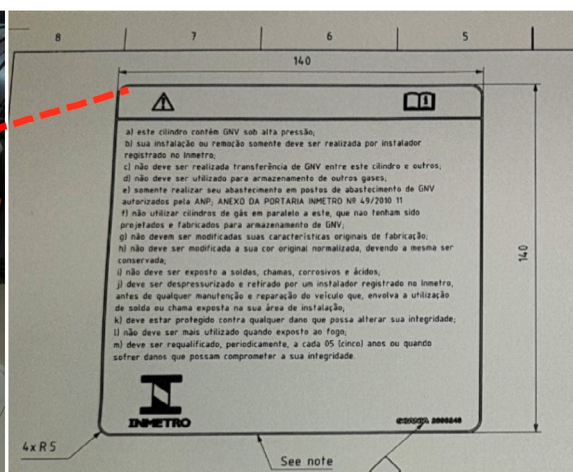 8 7 6 5
140
a) este cilindro contém GNV sob alta pressão;
b) sua instalação ou remoção somente deve ser realizada por instalador
registrado no Inmetro;
c) não deve ser realizada transferência de GNV entre este cilindro e outros;
d) não deve ser utilizado para armazenamento de outros gases;
e) somente realizar seu abastecimento em postos de abastecimento de GNV
autorizados pela ANP; ANEXO DA PORTARIA INMETRO Nº 49/2010 11
f) não utilizar cilindros de gás em paralelo a este, que nao tenham sido
projetados e fabricados para armazenamento de GNV;
g) não devem ser modificadas suas características originais de fabricação;
h) não deve ser modificada a sua cor original normalizada, devendo a mesma ser
conservada;
i) não deve ser exposto a soldas, chamas, corrosivos e ácidos;
j) deve ser despressurizado e retirado por um instalador registrado no Inmetro,
antes de qualquer manutenção e reparação do veículo que, envolva a utilização
de solda ou chama exposta na sua área de instalação;
k) deve estar protegido contra qualquer dano que possa alterar sua integridade;
l) não deve ser mais utilizado quando exposto ao fogo;
m) deve ser requalificado, periodicamente, a cada 05 (cinco) anos ou quando
sofrer danos que possam comprometer a sua integridade.
140
INMETRO
4x R5
See note